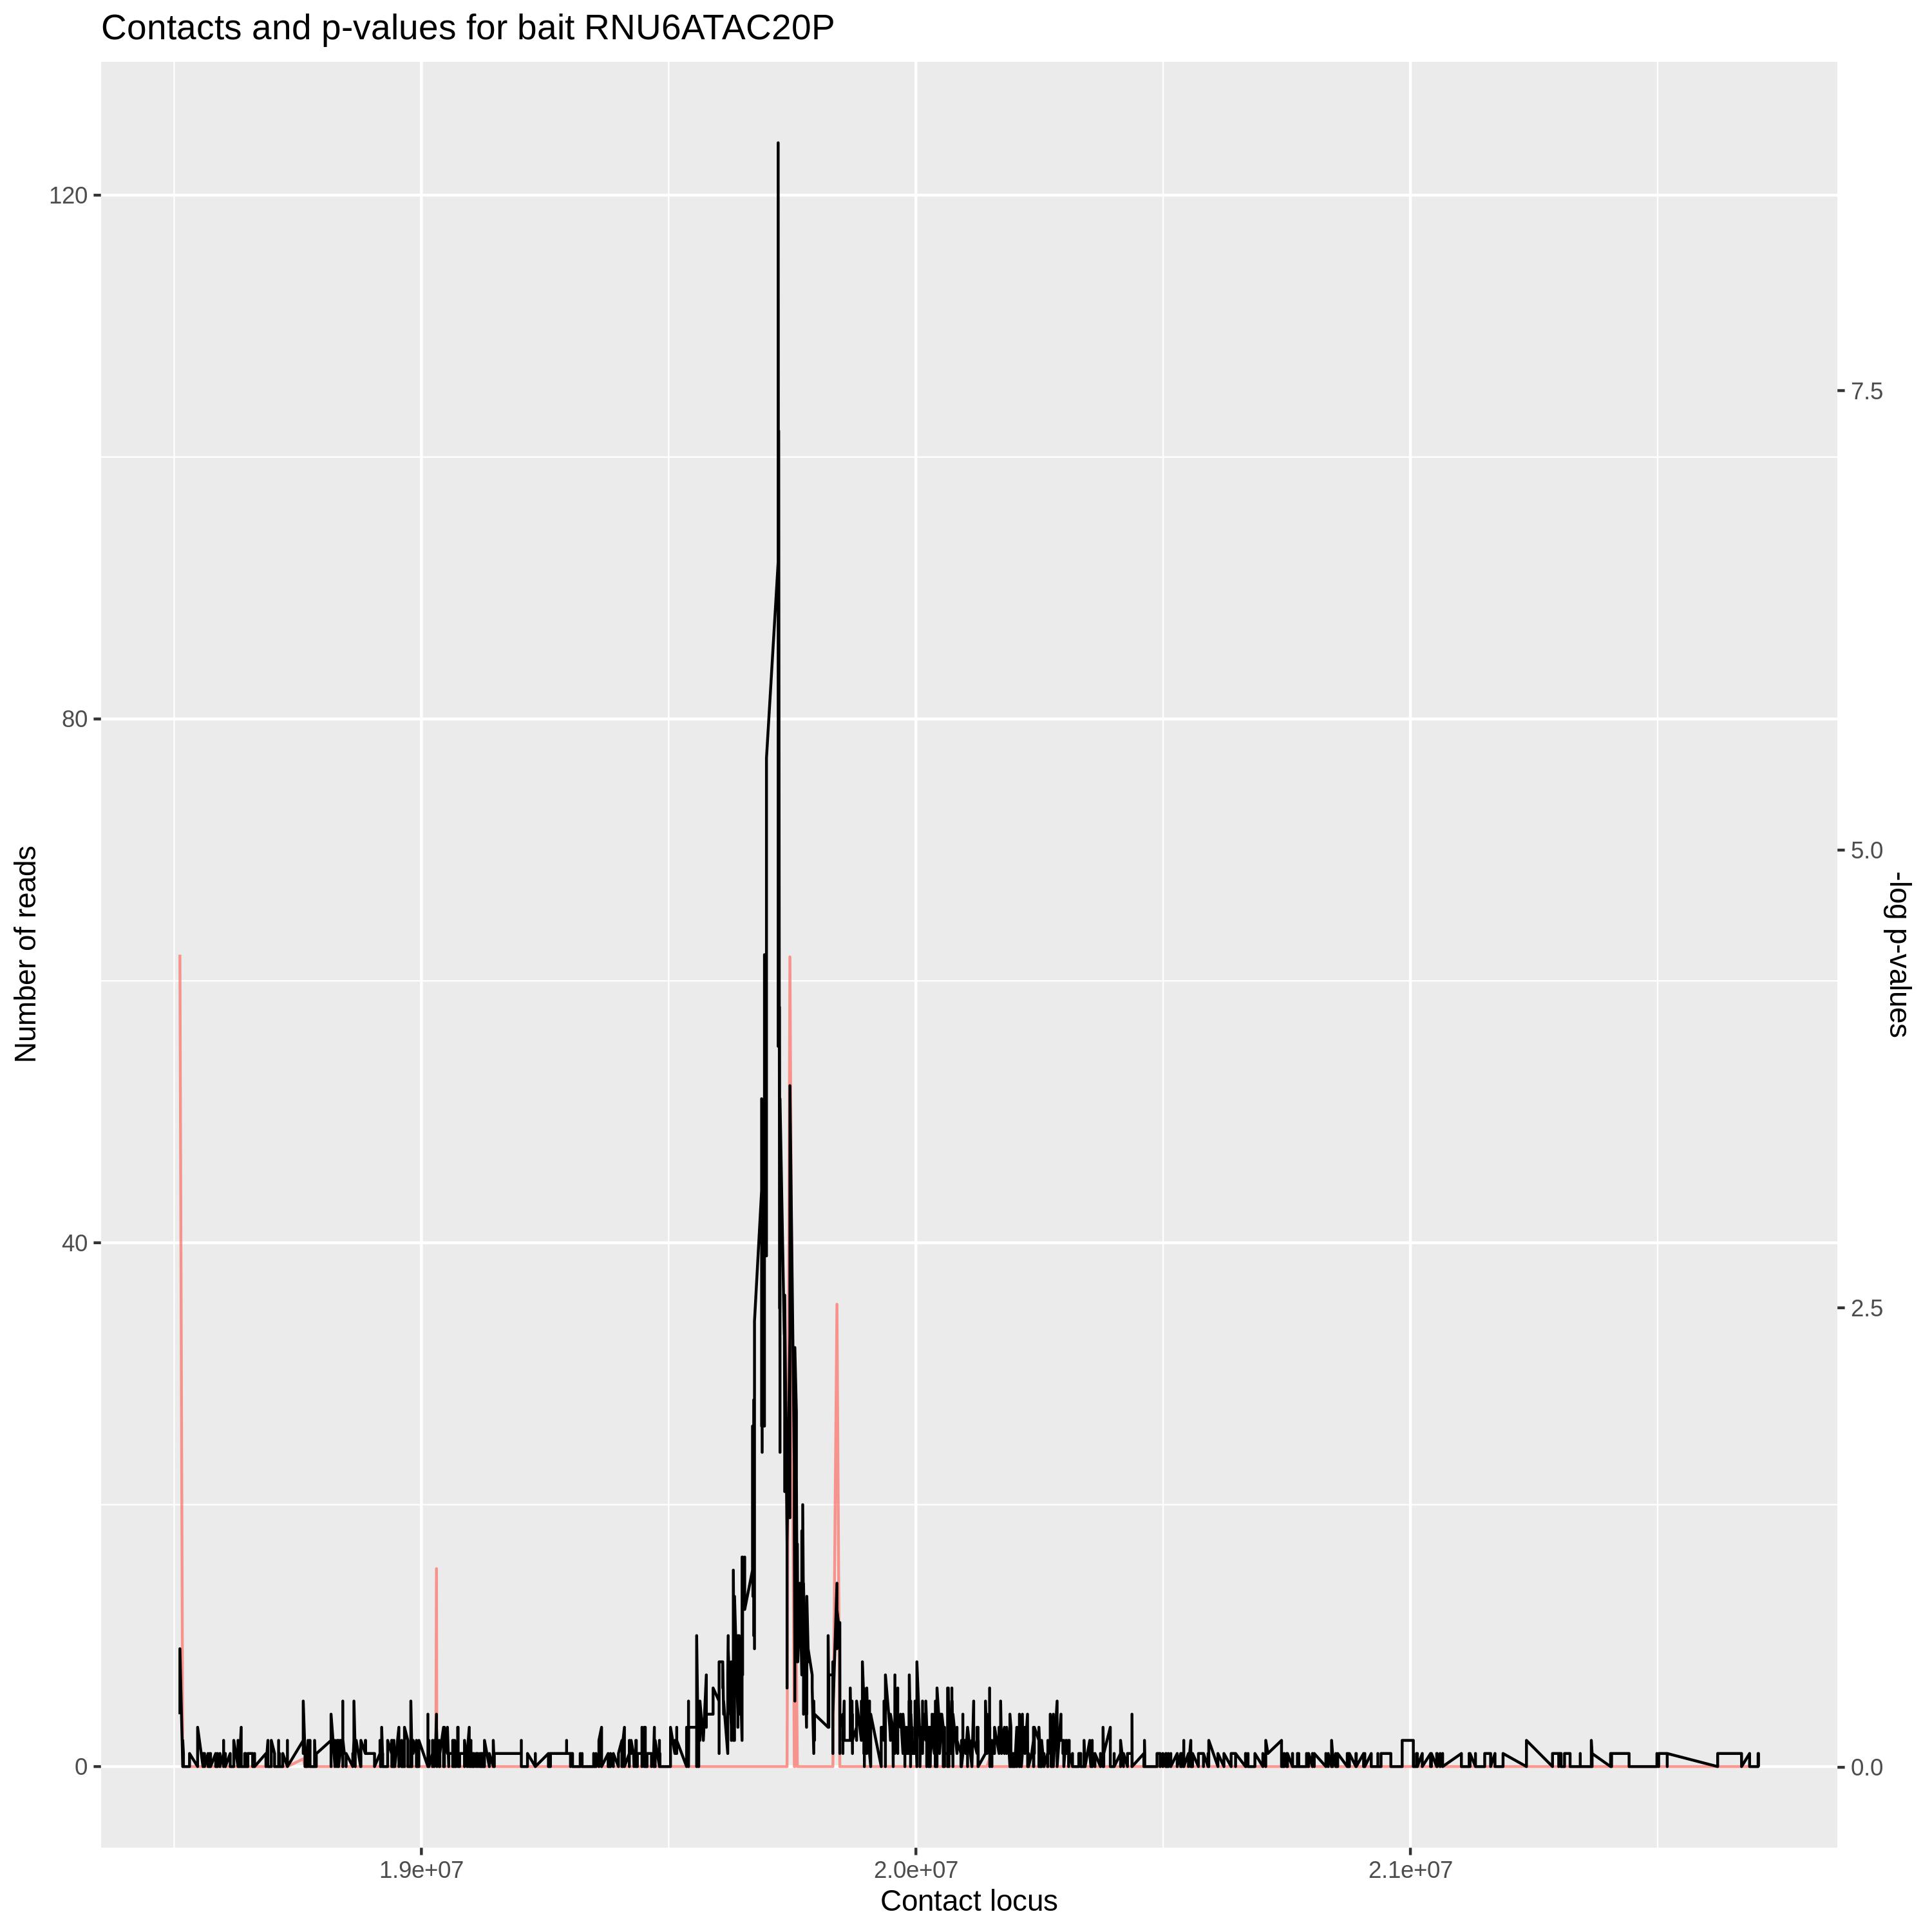 Contacts and p-values for bait RNU6ATAC20P
120
80
40
0
Number of reads
7.5
5.0
2.5
0.0
-log p-values
1.9e+07
2.0e+07
2.1e+07
Contact locus